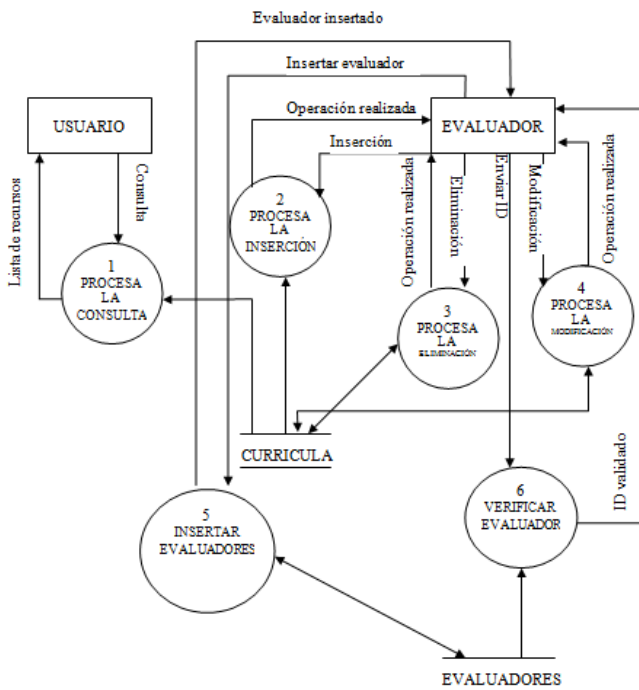 Evaluador insertado
Insertar evaluador
Operación realizada
USUARIO
EVALUADOR
Inserción
Lista de recursos
Consulta
Operación realizada
Eliminación
Enviar ID
Modificación
Operación realizada
2
PROCESA
LA
INSERCIÓN
1
PROCESA
LA
CONSULTA
3
PROCESA
LA
ELIMINACIÓN
4
PROCESA
LA
MODIFICACIÓN
CURRICULA
5
INSERTAR
EVALUADORES
6
VERIFICAR
EVALUADOR
ID validado
EVALUADORES